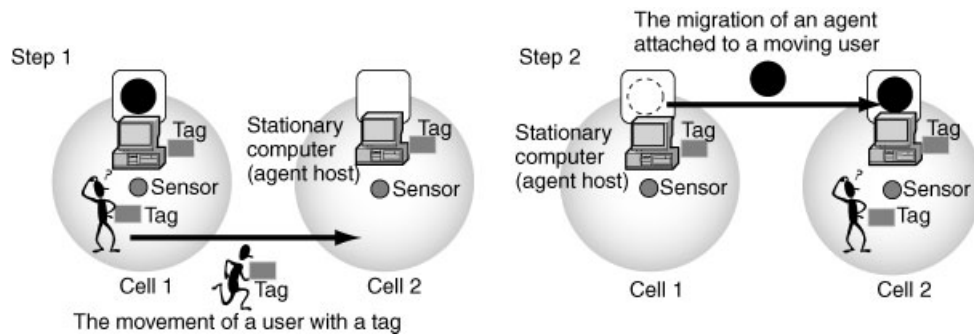 Step 1
Tag
Sensor
Tag
Cell 1
Tag
The movement of a user with a tag
Stationary
computer
(agent host)
Tag
Sensor
Cell 2
Step 2
The migration of an agent
attached to a moving user
Stationary
computer
(agent host)
Tag
Sensor
Cell 1
Tag
Sensor
Tag
Cell 2